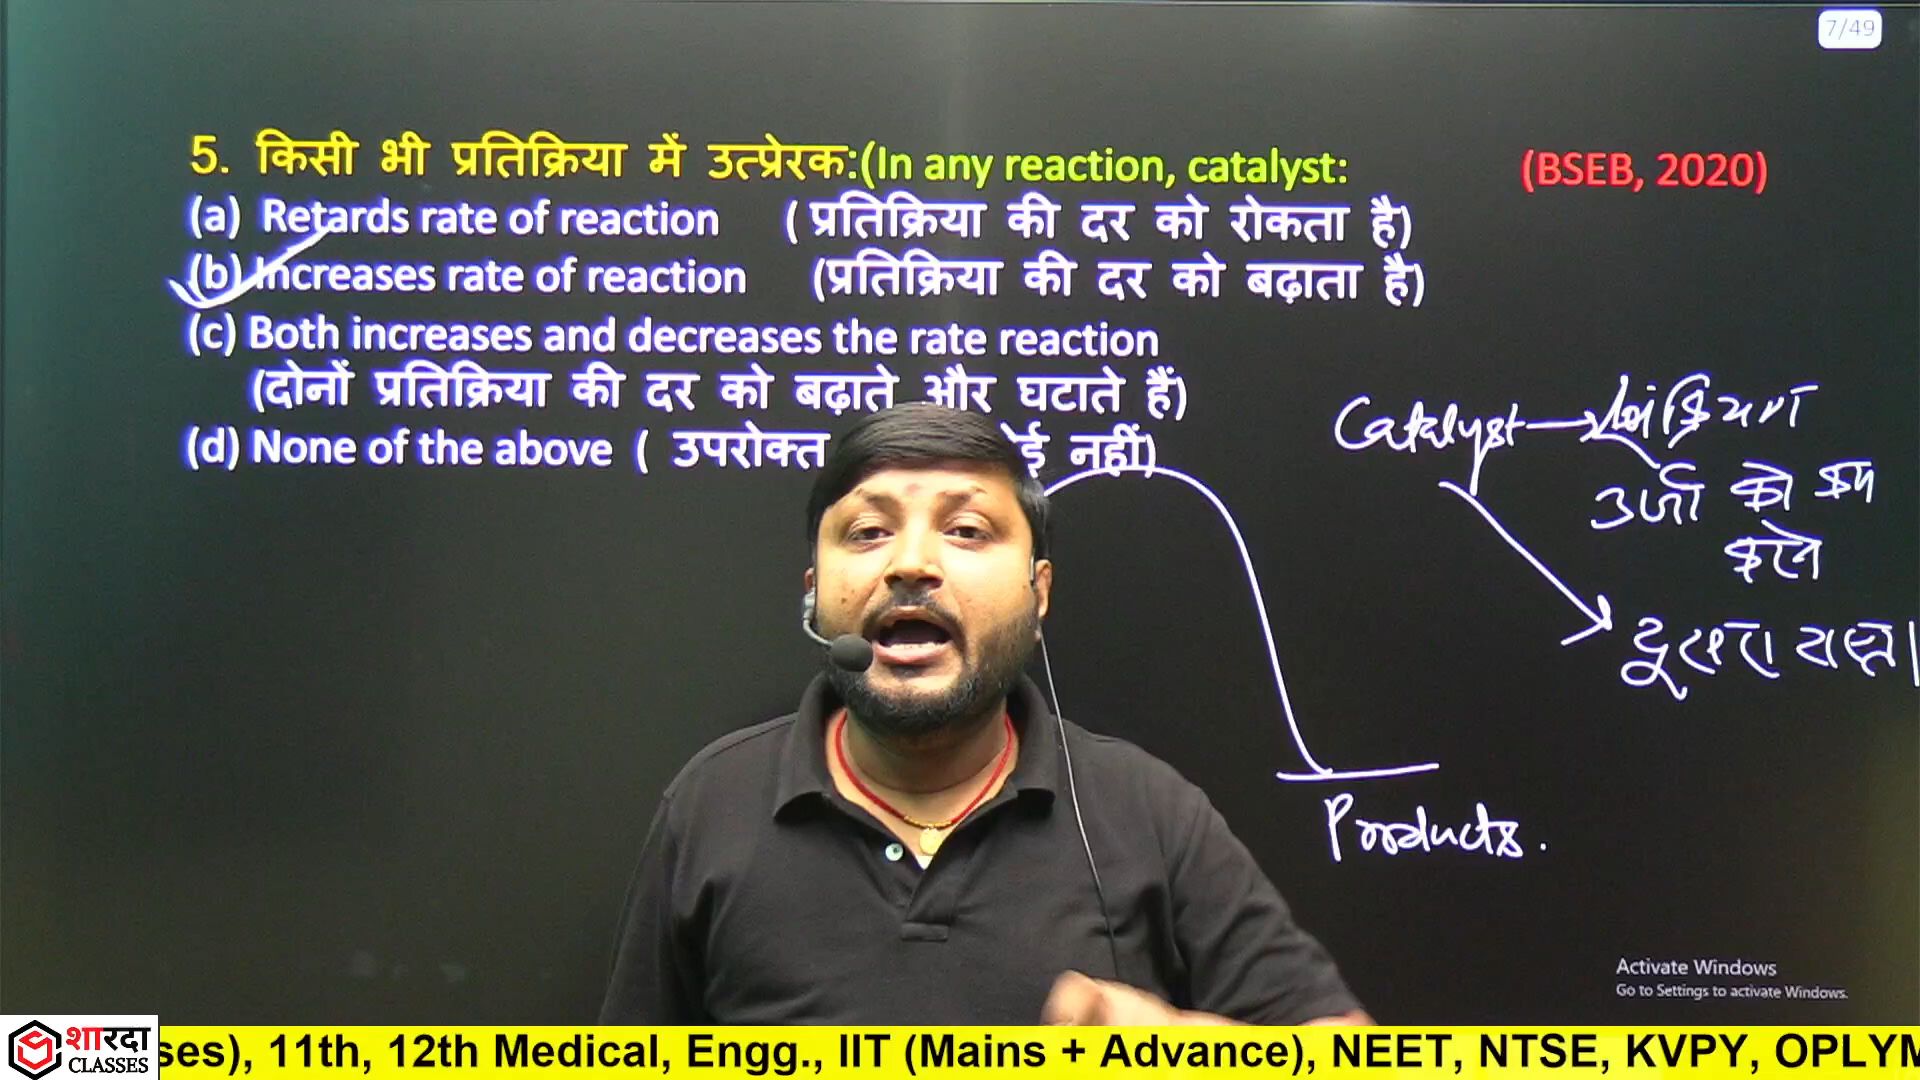 7/49
5. किसी भी प्रतिक्रिया में उत्प्रेरक:(In any reaction, catalyst: (BSEB, 2020)
(a) Retards rate of reaction ( प्रतिक्रिया की दर को रोकता है)
(b) Increases rate of reaction (प्रतिक्रिया की दर को बढ़ाता है)
(c) Both increases and decreases the rate reaction
(दोनों प्रतिक्रिया की दर को बढ़ाते और घटाते हैं)
(d) None of the above ( उपरोक्त नहीं)
Catalyst
उर्जा को कम
दूसरा
Products.
Activate Windows
Go to Settings to activate Windows.
शारदा
CLASSES
ses), 11th, 12th Medical, Engg., IIT (Mains + Advance), NEET, NTSE, KVPY, OPLYM